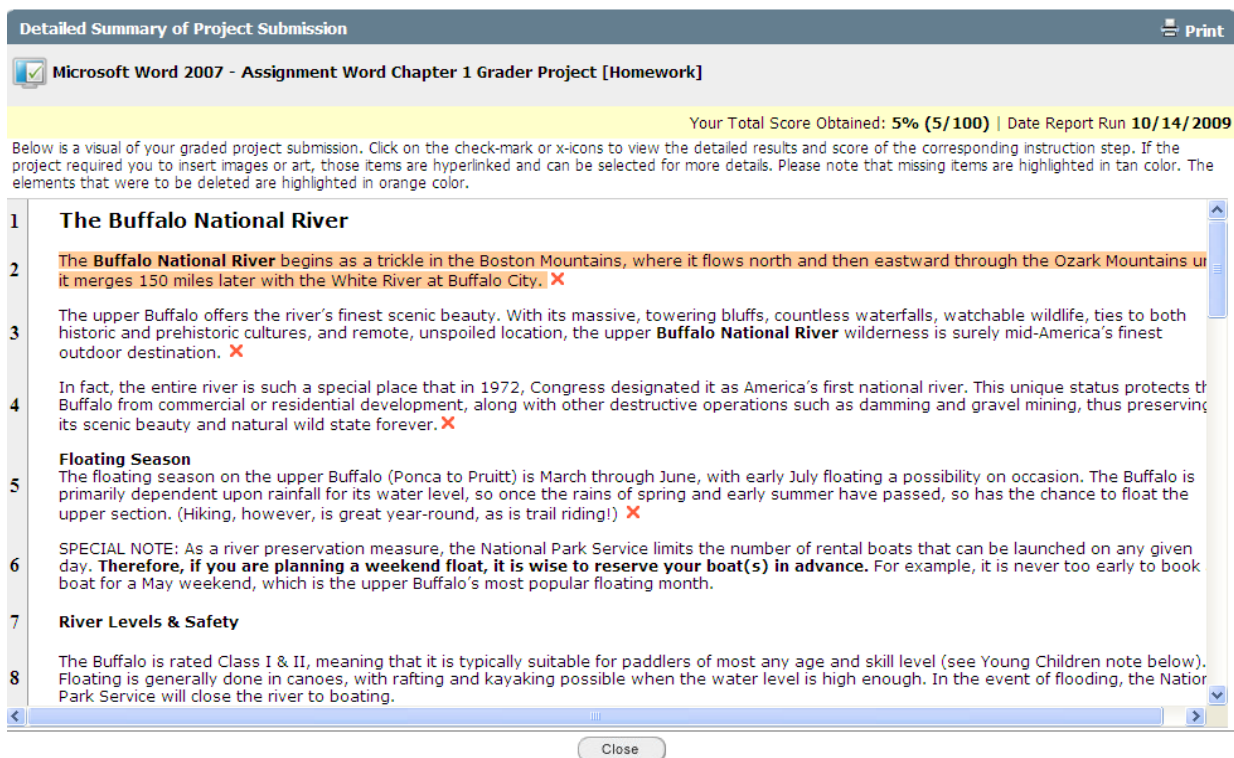 Detailed Summary of Project Submission
Print
Microsoft Word 2007 - Assignment Word Chapter 1 Grader Project [Homework]
Your Total Score Obtained: 5% (5/100) | Date Report Run 10/14/2009
Below is a visual of your graded project submission. Click on the check-mark or x-icons to view the detailed results and score of the corresponding instruction step. If the
project required you to insert images or art, those items are hyperlinked and can be selected for more details. Please note that missing items are highlighted in tan color. The
elements that were to be deleted are highlighted in orange color.
1 The Buffalo National River
2 The Buffalo National River begins as a trickle in the Boston Mountains, where it flows north and then eastward through the Ozark Mountains
it merges 150 miles later with the White River at Buffalo City.
3 The upper Buffalo offers the river's finest scenic beauty. With its massive, towering bluffs, countless waterfalls, watchable wildlife, ties to both
historic and prehistoric cultures, and remote, unspoiled location, the upper Buffalo National River wilderness is surely mid-America's finest
outdoor destination.
4 In fact, the entire river is such a special place that in 1972, Congress designated it as America's first national river. This unique status protects
Buffalo from commercial or residential development, along with other destructive operations such as damming and gravel mining, thus preserving
its scenic beauty and natural wild state forever.
Floating Season
5 The floating season on the upper Buffalo (Ponca to Pruitt) is March through June, with early July floating a possibility on occasion. The Buffalo is
primarily dependent upon rainfall for its water level, so once the rains of spring and early summer have passed, so has the chance to float the
upper section. (Hiking, however, is great year-round, as is trail riding!)
6 SPECIAL NOTE: As a river preservation measure, the National Park Service limits the number of rental boats that can be launched on any given
day. Therefore, if you are planning a weekend float, it is wise to reserve your boat(s) in advance. For example, it is never too early to book
boat for a May weekend, which is the upper Buffalo's most popular floating month.
7 River Levels & Safety
8 The Buffalo is rated Class I & II, meaning that it is typically suitable for paddlers of most any age and skill level (see Young Children note below).
Floating is generally done in canoes, with rafting and kayaking possible when the water level is high enough. In the event of flooding, the
Park Service will close the river to boating.
Close